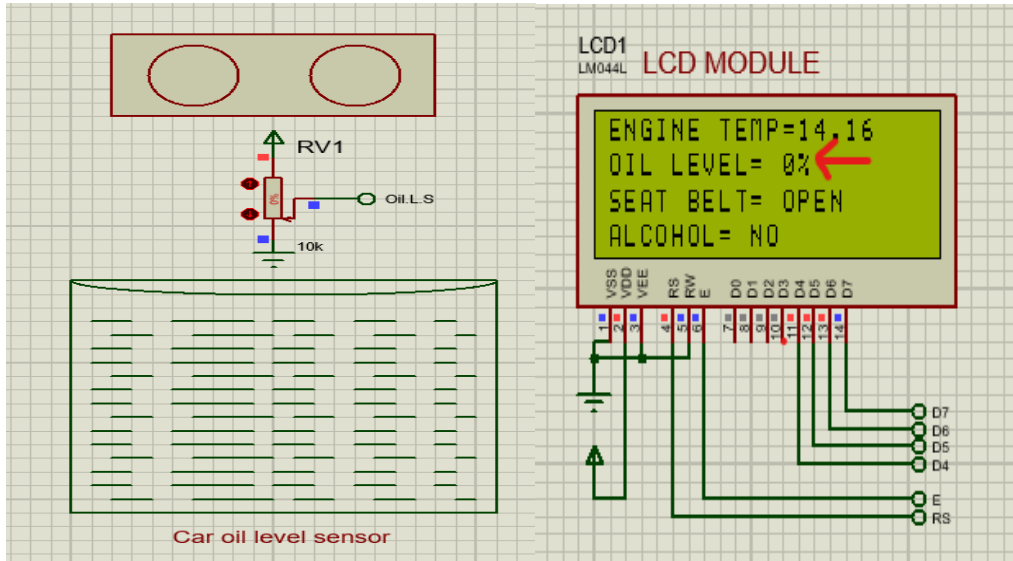 RV1
0%
Oil.L.S
10k
Car oil level sensor
LCD1
LM044L
LCD MODULE
ENGINE TEMP=14.16
OIL LEVEL= 0%
SEAT BELT= OPEN
ALCOHOL= NO
VSS VDD VEE RS RW E D0 D1 D2 D3 D4 D5 D6 D7
1 2 3 4 5 6 7 8 9 10 11 12 13 14
D7
D6
D5
D4
E
RS